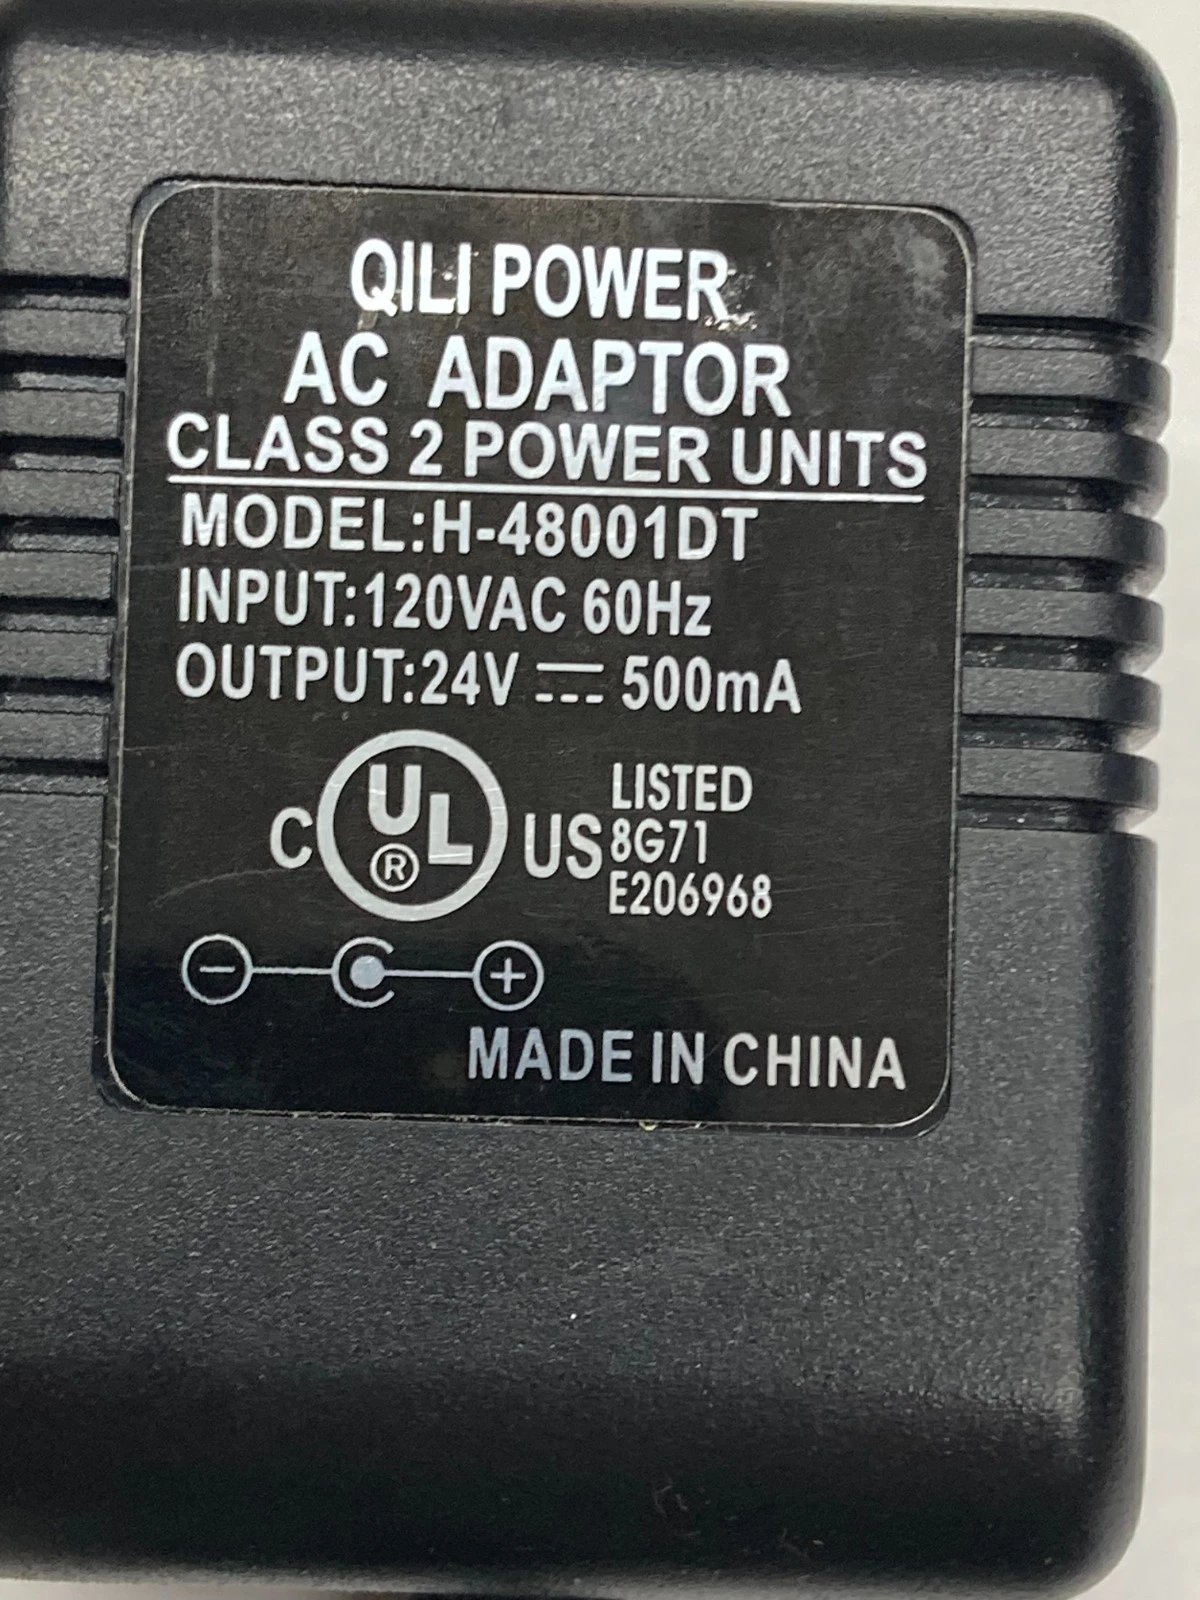 QILI POWER
AC ADAPTOR
CLASS 2 POWER UNITS
MODEL:H-48001DT
INPUT:120VAC 60Hz
OUTPUT:24V ⎓ 500mA
C UL® US LISTED
8G71
E206968
MADE IN CHINA